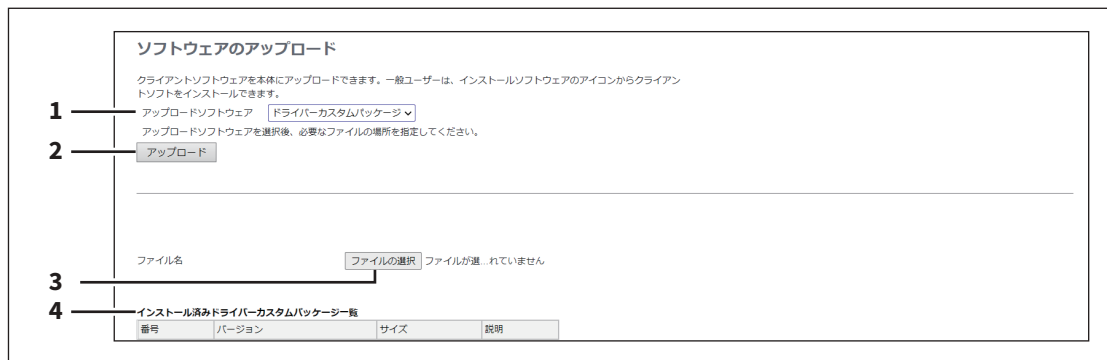 ソフトウェアのアップロード
クライアントソフトウェアを本体にアップロードできます。一般ユーザーは、インストールソフトウェアのアイコンからクライアン
トソフトをインストールできます。
1 アップロードソフトウェア ドライバーカスタムパッケージ
アップロードソフトウェアを選択後、必要なファイルの場所を指定してください。
2 アップロード
ファイル名 ファイルの選択 ファイルが選...れていません
3
4 インストール済みドライバーカスタムパッケージ一覧
番号 バージョン サイズ 説明